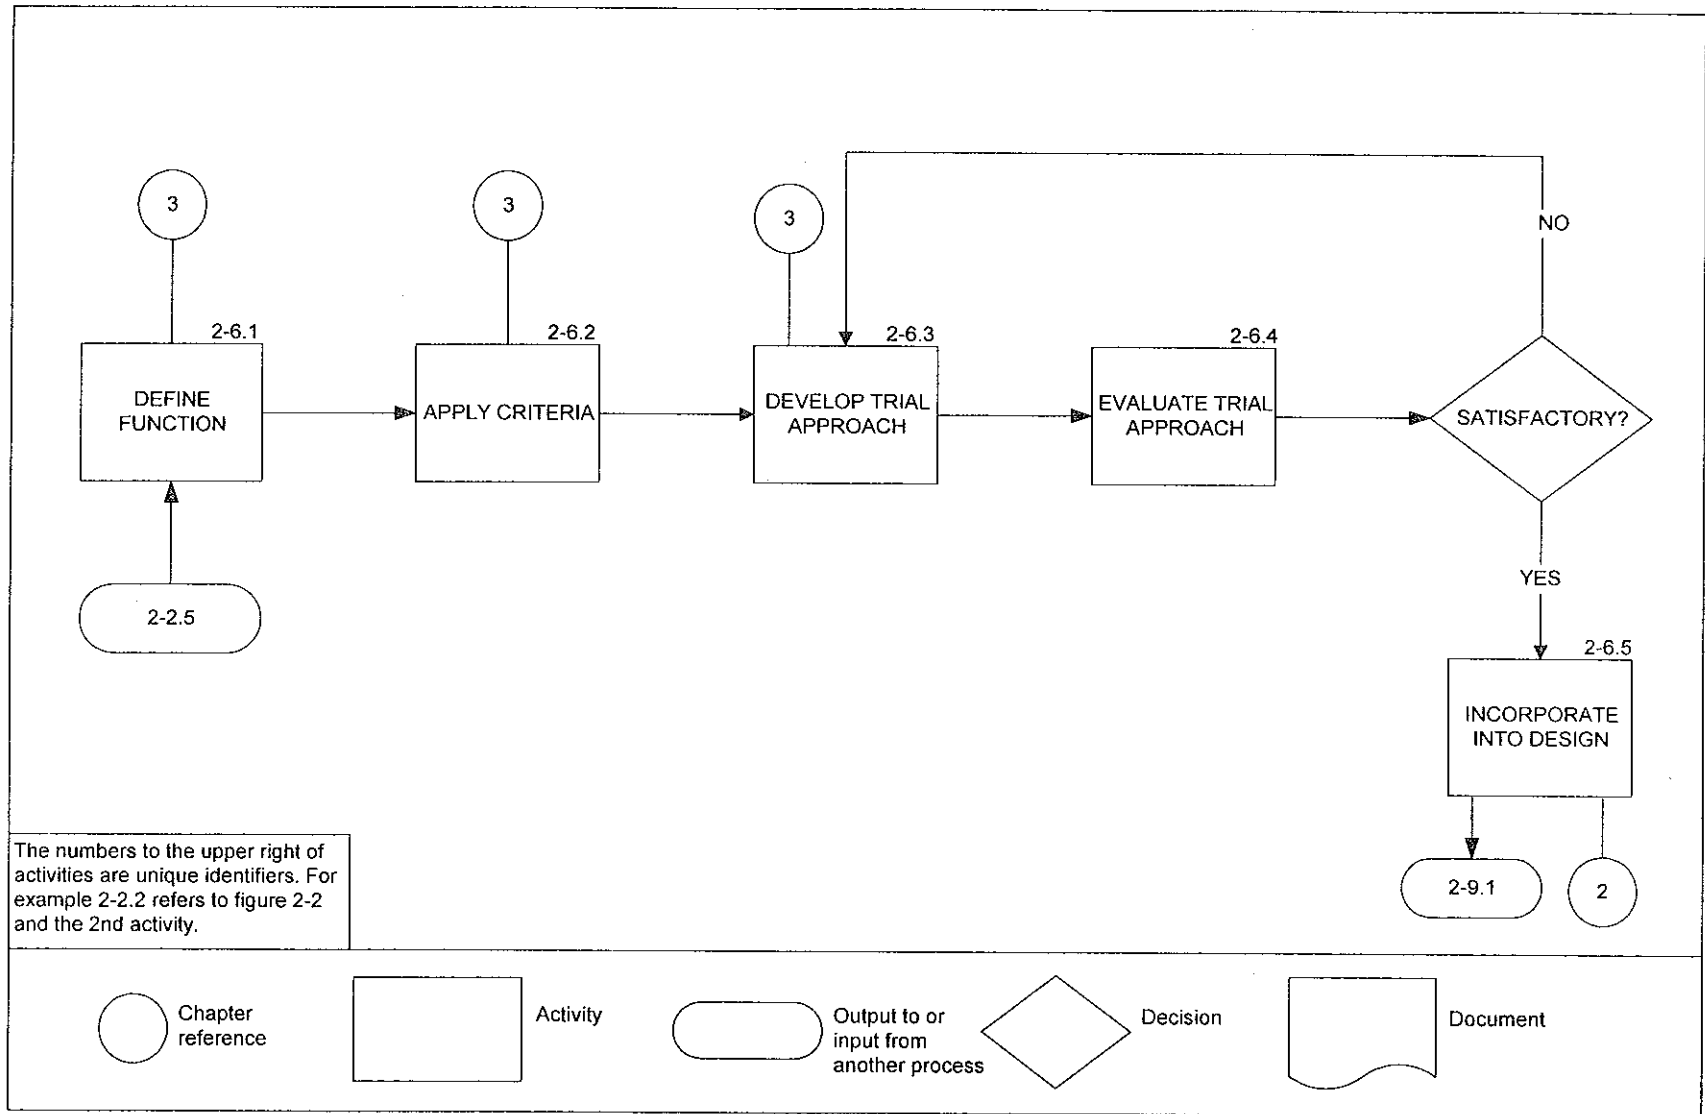 3
3
3
NO
2-6.1
2-6.2
2-6.3
2-6.4
DEFINE
FUNCTION
APPLY CRITERIA
DEVELOP TRIAL
APPROACH
EVALUATE TRIAL
APPROACH
SATISFACTORY?
2-2.5
YES
2-6.5
INCORPORATE
INTO DESIGN
2-9.1
2
The numbers to the upper right of
activities are unique identifiers. For
example 2-2.2 refers to figure 2-2
and the 2nd activity.
Chapter
reference
Activity
Output to or
input from
another process
Decision
Document